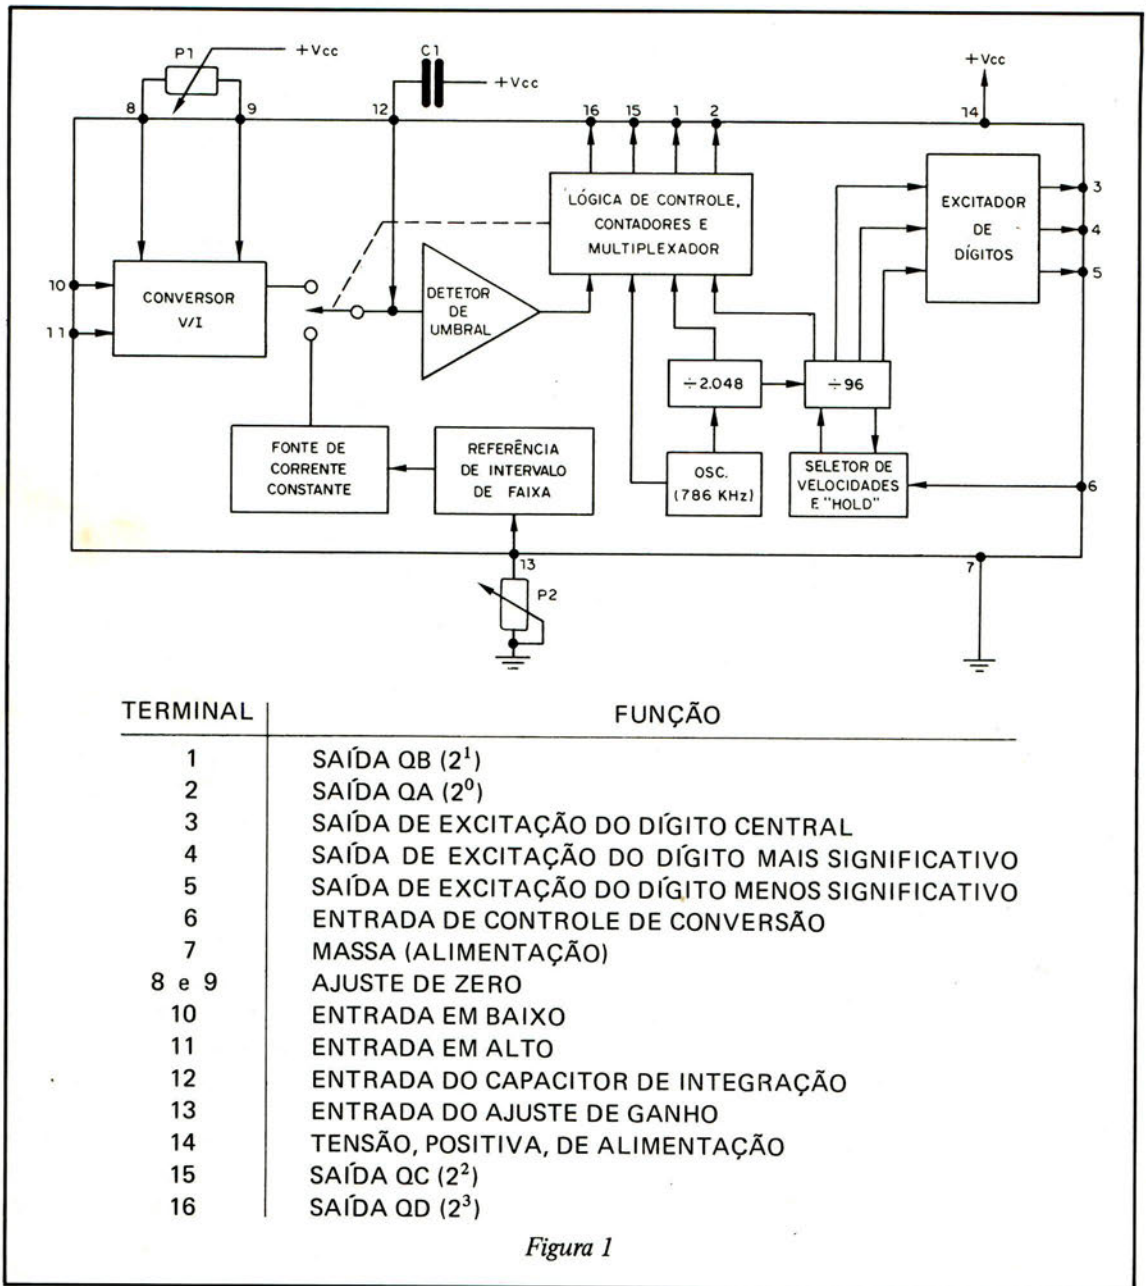 P1
+Vcc
C1
+Vcc
+Vcc
8
9
12
16
15
1
2
14
LÓGICA DE CONTROLE,
CONTADORES E
MULTIPLEXADOR
EXCITADOR
DE
DÍGITOS
3
4
5
10
11
CONVERSOR
V/I
DETETOR
DE
UMBRAL
÷2.048
÷96
FONTE DE
CORRENTE
CONSTANTE
REFERÊNCIA
DE INTERVALO
DE FAIXA
OSC.
(786 KHz)
SELETOR DE
VELOCIDADES
E "HOLD"
6
13
7
P2
TERMINAL FUNÇÃO
1 SAÍDA QB (2¹)
2 SAÍDA QA (2⁰)
3 SAÍDA DE EXCITAÇÃO DO DÍGITO CENTRAL
4 SAÍDA DE EXCITAÇÃO DO DÍGITO MAIS SIGNIFICATIVO
5 SAÍDA DE EXCITAÇÃO DO DÍGITO MENOS SIGNIFICATIVO
6 ENTRADA DE CONTROLE DE CONVERSÃO
7 MASSA (ALIMENTAÇÃO)
8 e 9 AJUSTE DE ZERO
10 ENTRADA EM BAIXO
11 ENTRADA EM ALTO
12 ENTRADA DO CAPACITOR DE INTEGRAÇÃO
13 ENTRADA DO AJUSTE DE GANHO
14 TENSÃO, POSITIVA, DE ALIMENTAÇÃO
15 SAÍDA QC (2²)
16 SAÍDA QD (2³)
Figura 1